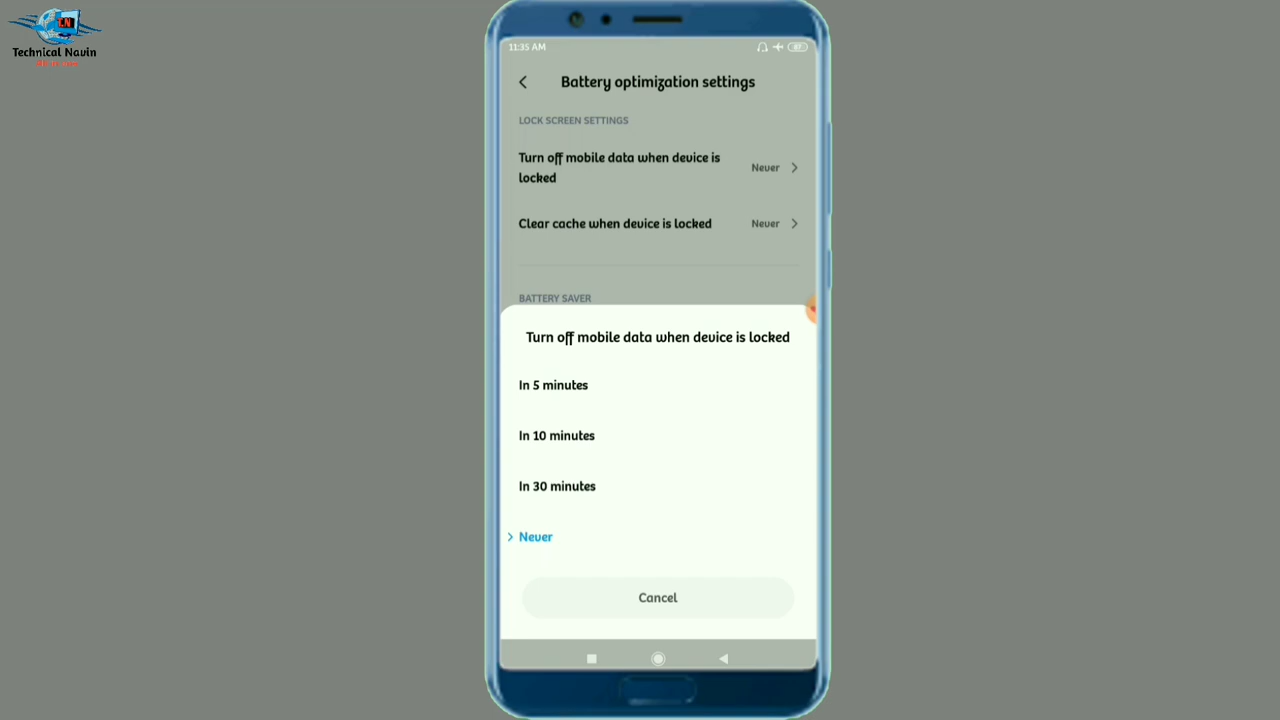 T.N
Technical Navin
11:35 AM
87
Battery optimization settings
LOCK SCREEN SETTINGS
Turn off mobile data when device is
locked
Never
Clear cache when device is locked
Never
BATTERY SAVER
Turn off mobile data when device is locked
In 5 minutes
In 10 minutes
In 30 minutes
Never
Cancel